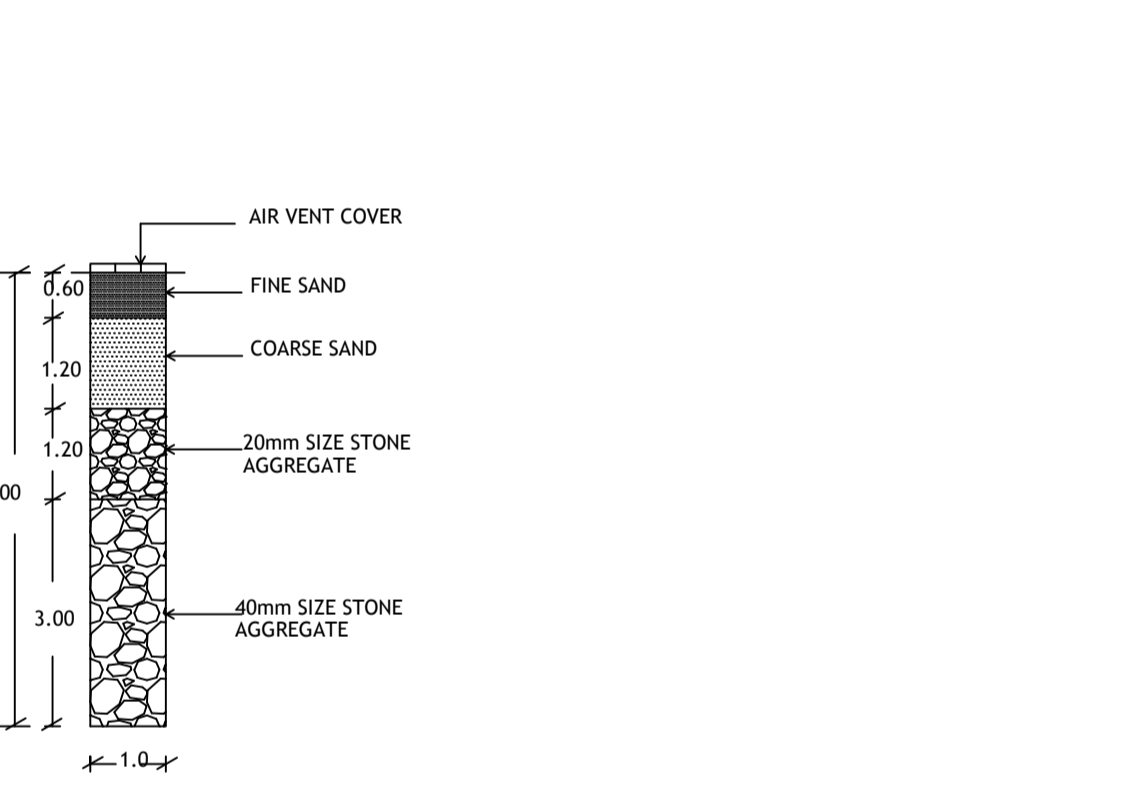 AIR VENT COVER
0.60
FINE SAND
COARSE SAND
1.20
20mm SIZE STONE
1.20
AGGREGATE
00
40mm SIZE STONE
3.00
AGGREGATE
1.0